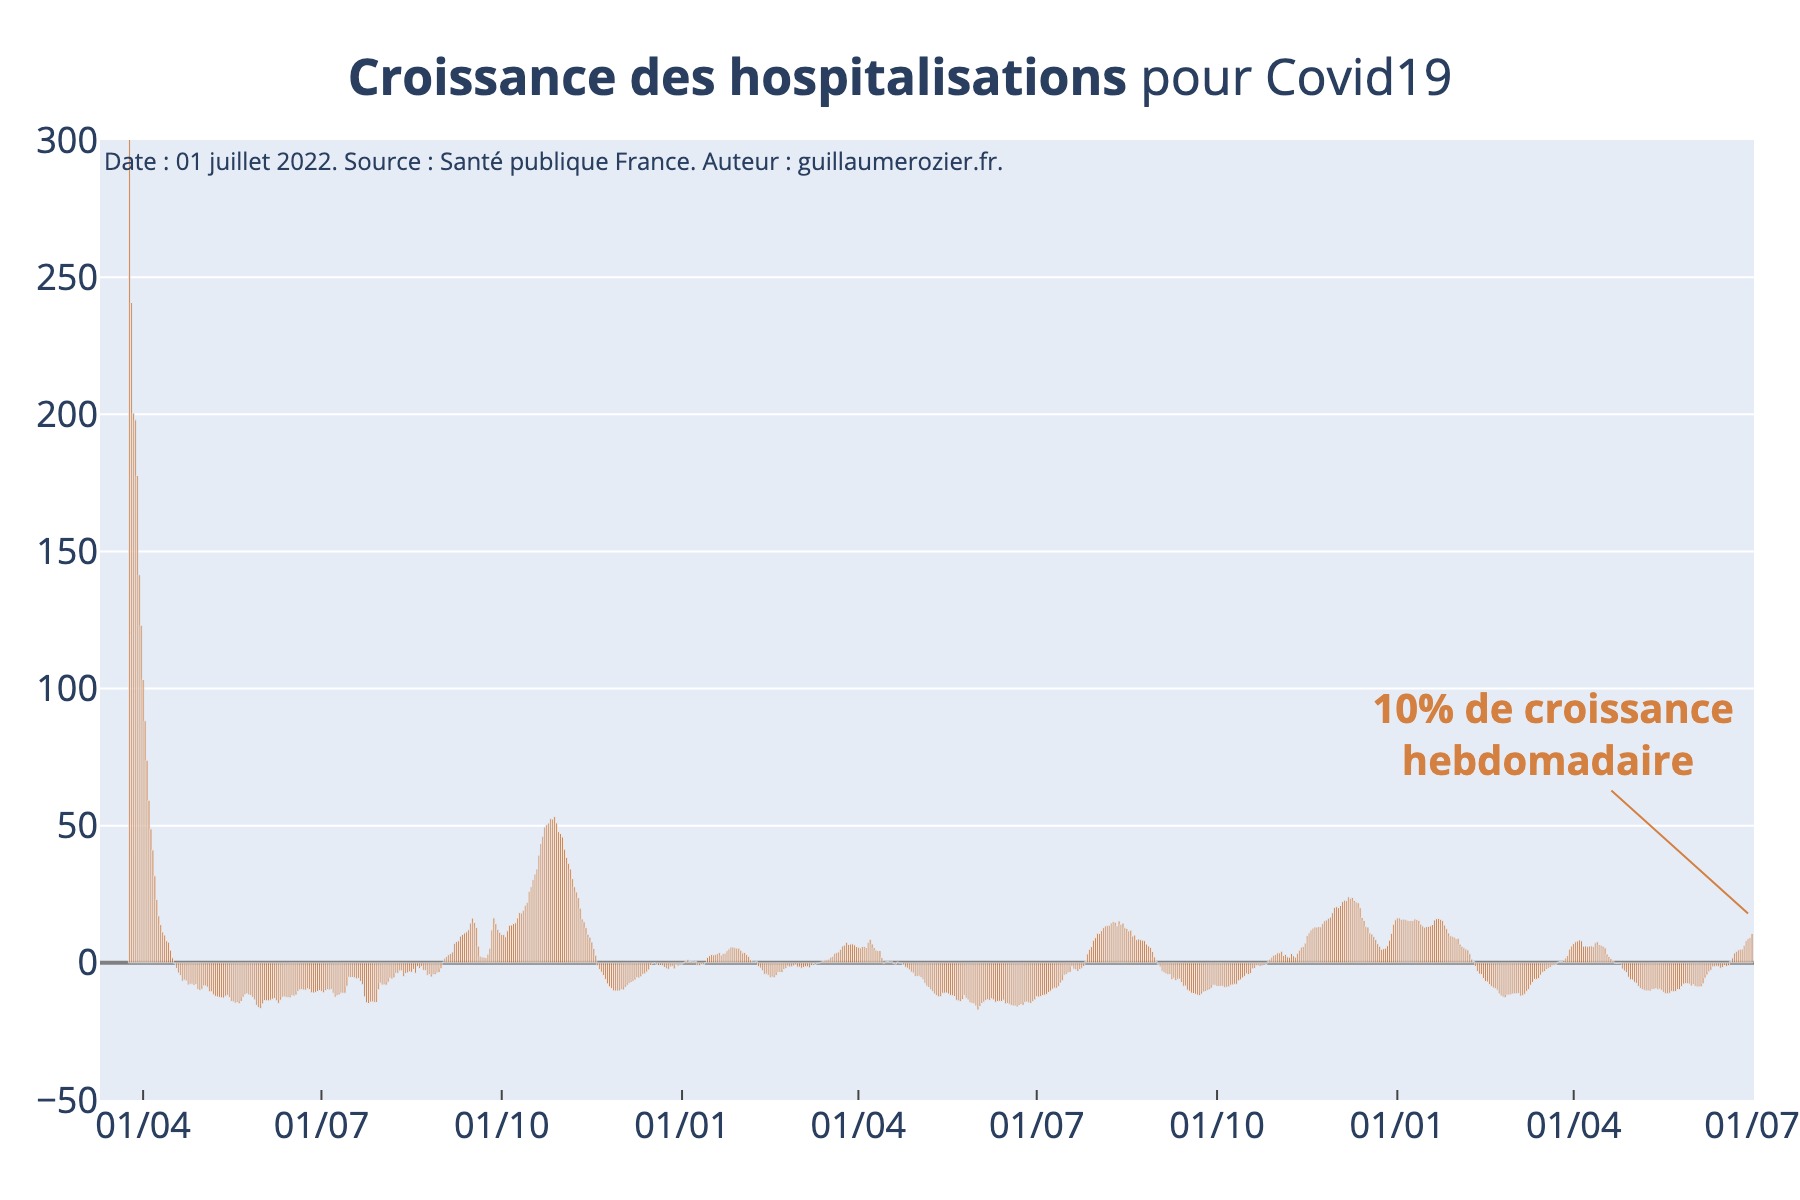 Croissance des hospitalisations pour Covid19
300
Date : 01 juillet 2022. Source : Santé publique France. Auteur : guillaumerozier.fr.
250
200
150
100
10% de croissance
hebdomadaire
50
0
−50
01/04 01/07 01/10 01/01 01/04 01/07 01/10 01/01 01/04 01/07